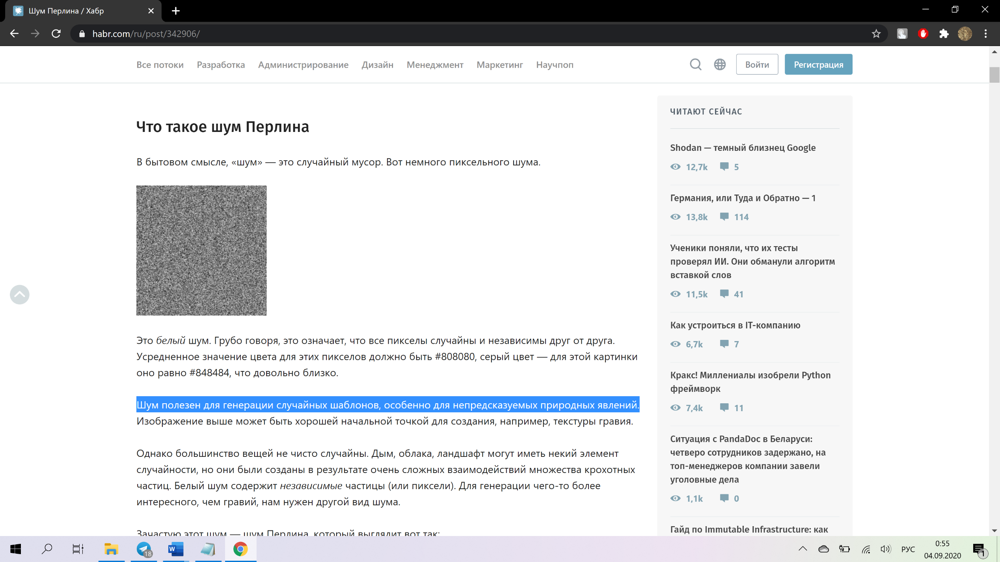 Шум Перлина / Хабр
habr.com/ru/post/342906/
Все потоки Разработка Администрирование Дизайн Менеджмент Маркетинг Научпоп Войти Регистрация
Что такое шум Перлина
В бытовом смысле, «шум» — это случайный мусор. Вот немного пиксельного шума.
Это белый шум. Грубо говоря, это означает, что все пикселы случайны и независимы друг от друга.
Усредненное значение цвета для этих пикселов должно быть #808080, серый цвет — для этой картинки
оно равно #848484, что довольно близко.
Шум полезен для генерации случайных шаблонов, особенно для непредсказуемых природных явлений.
Изображение выше может быть хорошей начальной точкой для создания, например, текстуры гравия.
Однако большинство вещей не чисто случайны. Дым, облака, ландшафт могут иметь некий элемент
случайности, но они были созданы в результате очень сложных взаимодействий множества крохотных
частиц. Белый шум содержит независимые частицы (или пиксели). Для генерации чего-то более
интересного, чем гравий, нам нужен другой вид шума.
Зачастую этот шум — шум Перлина, который выглядит вот так:
ЧИТАЮТ СЕЙЧАС
Shodan — темный близнец Google
12,7k 5
Германия, или Туда и Обратно — 1
13,8k 114
Ученики поняли, что их тесты
проверял ИИ. Они обманули алгоритм
вставкой слов
11,5k 41
Как устроиться в IT-компанию
6,7k 7
Кракс! Миллениалы изобрели Python
фреймворк
7,4k 11
Ситуация с PandaDoc в Беларуси:
четверо сотрудников задержано, на
топ-менеджеров компании завели
уголовные дела
1,1k 0
Гайд по Immutable Infrastructure: как
18
W
РУС
0:55
04.09.2020
1